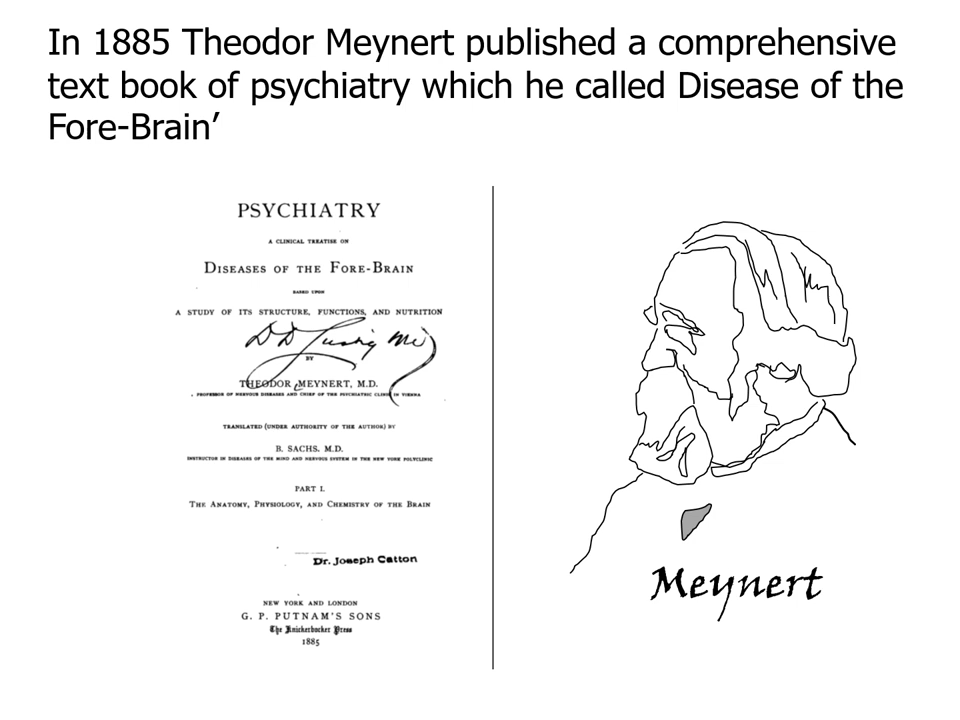 In 1885 Theodor Meynert published a comprehensive
text book of psychiatry which he called Disease of the
Fore-Brain’
PSYCHIATRY
A CLINICAL TREATISE ON
DISEASES OF THE FORE-BRAIN
BASED UPON
A STUDY OF ITS STRUCTURE, FUNCTIONS, AND NUTRITION
BY
THEODOR MEYNERT, M.D.
PROFESSOR OF NERVOUS DISEASES AND CHIEF OF THE PSYCHIATRIC CLINIC IN VIENNA
TRANSLATED (UNDER AUTHORITY OF THE AUTHOR) BY
B. SACHS, M.D.
INSTRUCTOR IN DISEASES OF THE MIND AND NERVOUS SYSTEM IN THE NEW YORK POLYCLINIC
PART I.
THE ANATOMY, PHYSIOLOGY, AND CHEMISTRY OF THE BRAIN
Dr. Joseph Catton
NEW YORK AND LONDON
G. P. PUTNAM'S SONS
The Knickerbocker Press
1885
Meynert